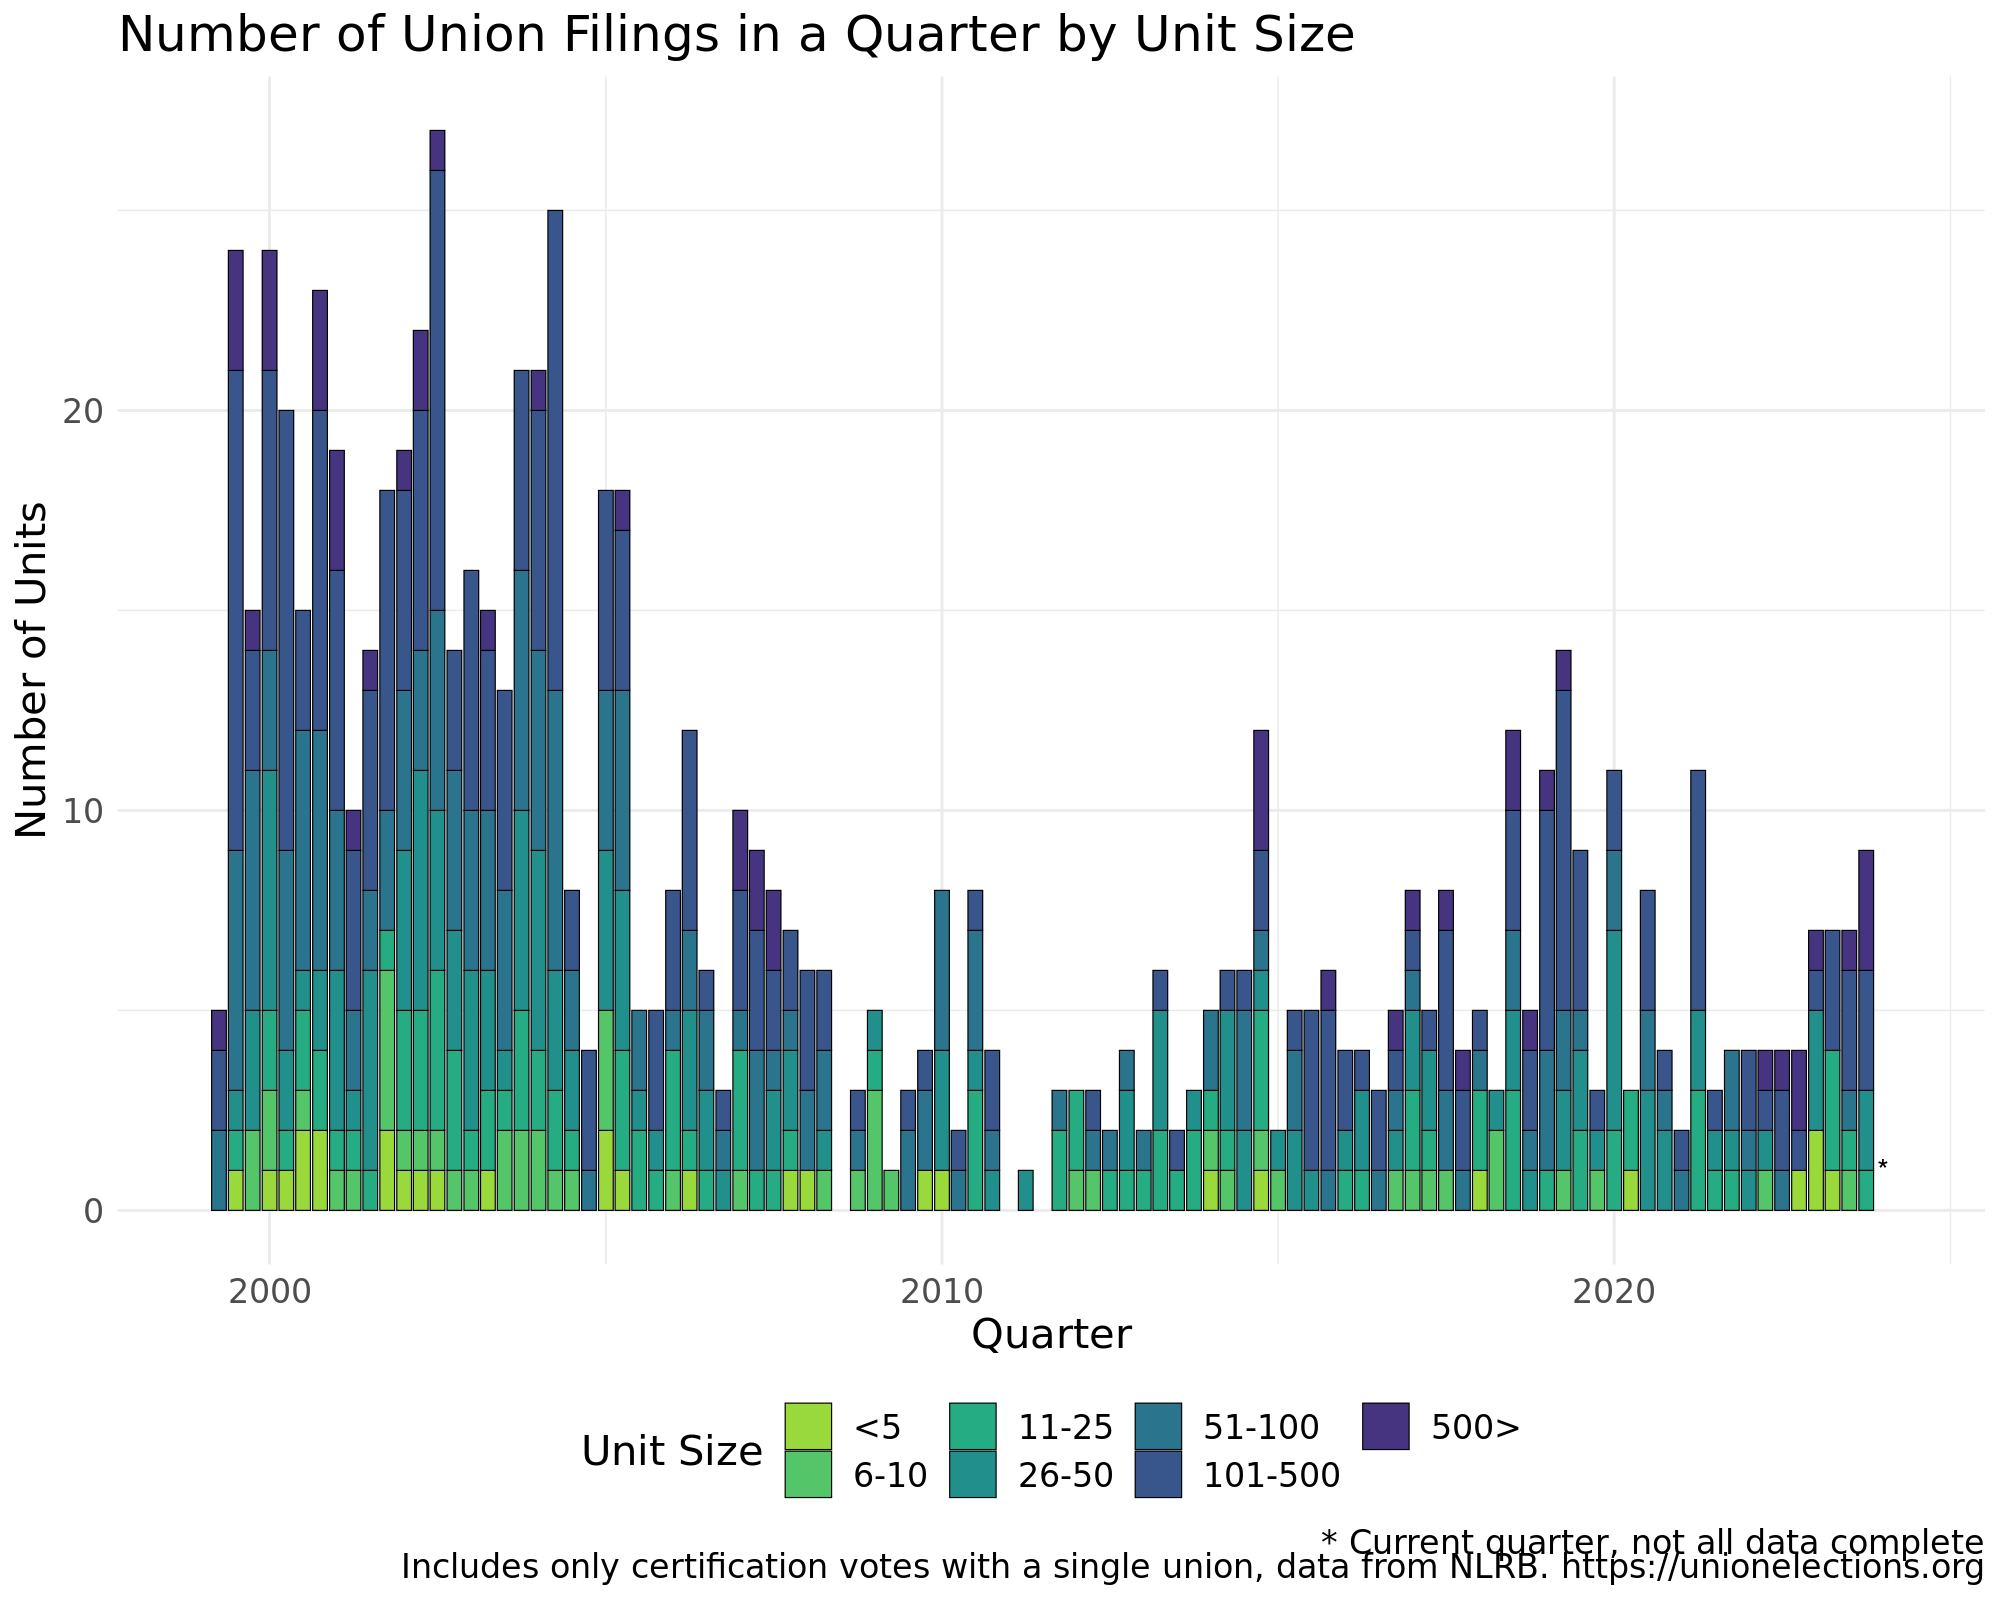 Number of Union Filings in a Quarter by Unit Size
Number of Units
20
10
0
*
2000
2010
2020
Quarter
Unit Size
<5
11-25
51-100
500>
6-10
26-50
101-500
* Current quarter, not all data complete
Includes only certification votes with a single union, data from NLRB. https://unionelections.org